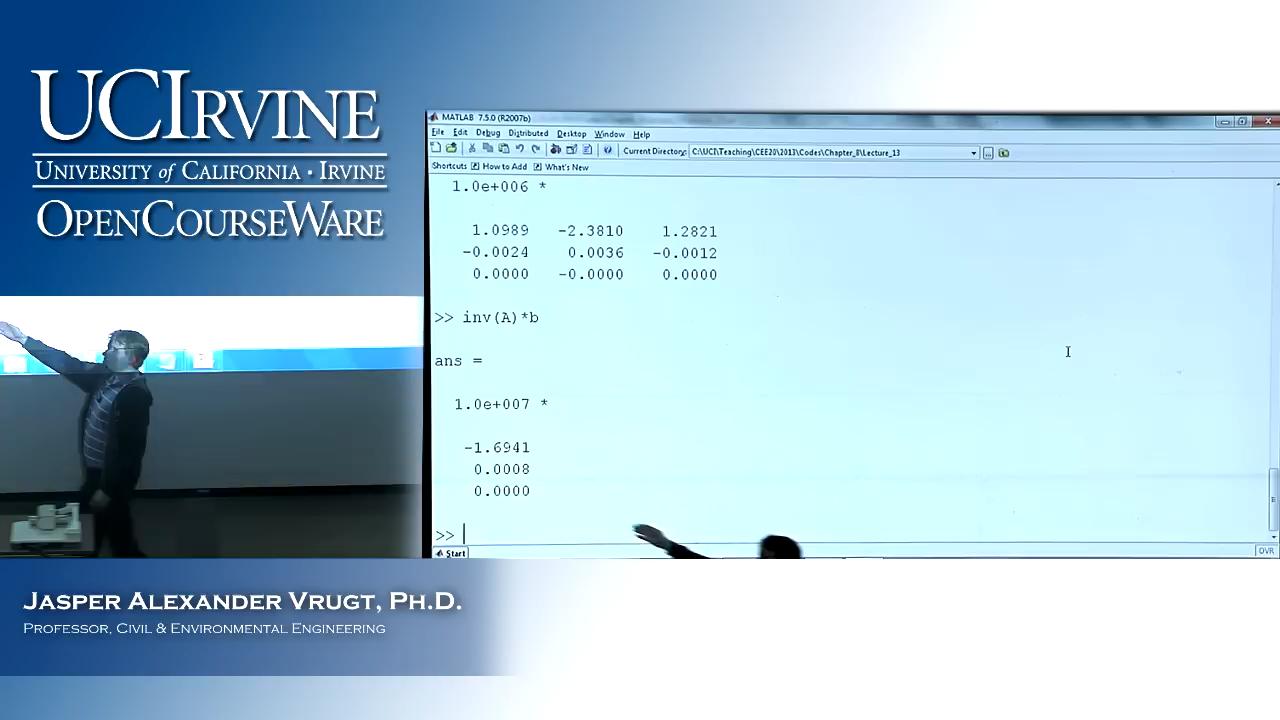 UCIRVINE
UNIVERSITY of CALIFORNIA · IRVINE
OPENCOURSEWARE
MATLAB 7.5.0 (R2007b)
File Edit Debug Distributed Desktop Window Help
Current Directory: C:\UCI\Teaching\CEE20\2013\Codes\Chapter_8\Lecture_13
Shortcuts How to Add What's New
1.0e+006 *
1.0989 -2.3810 1.2821
-0.0024 0.0036 -0.0012
0.0000 -0.0000 0.0000
>> inv(A)*b
ans =
1.0e+007 *
-1.6941
0.0008
0.0000
>>
Start
OVR
JASPER ALEXANDER VRUGT, PH.D.
PROFESSOR, CIVIL & ENVIRONMENTAL ENGINEERING